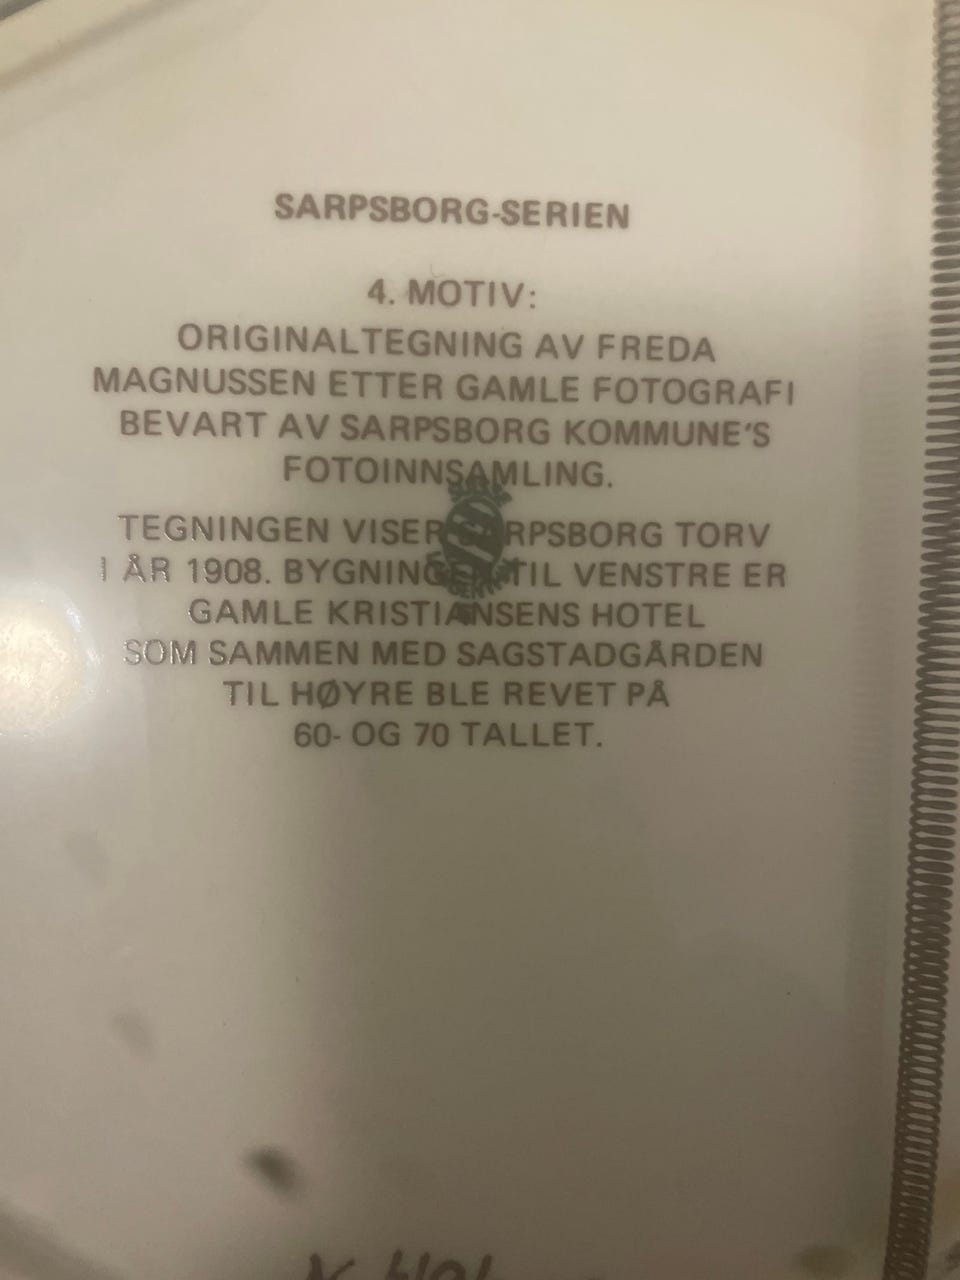 SARPSBORG-SERIEN
4. MOTIV:
ORIGINALTEGNING AV FREDA
MAGNUSSEN ETTER GAMLE FOTOGRAFI
BEVART AV SARPSBORG KOMMUNE'S
FOTOINNSAMLING.
TEGNINGEN VISER SARPSBORG TORV
I ÅR 1908. BYGNINGEN TIL VENSTRE ER
GAMLE KRISTIANSENS HOTEL
SOM SAMMEN MED SAGSTADGÅRDEN
TIL HØYRE BLE REVET PÅ
60- OG 70 TALLET.